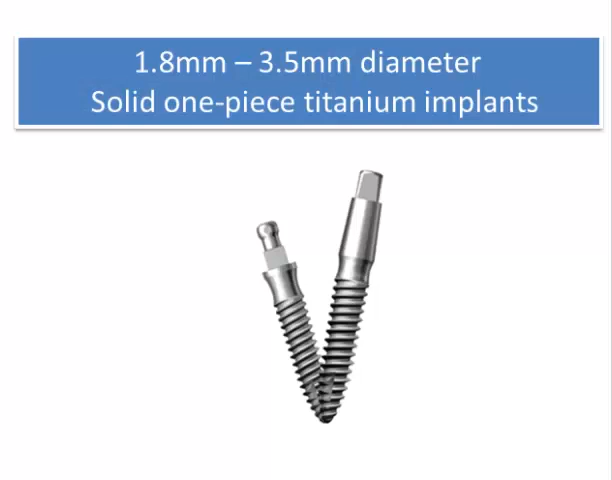 1.8mm – 3.5mm diameter
Solid one-piece titanium implants